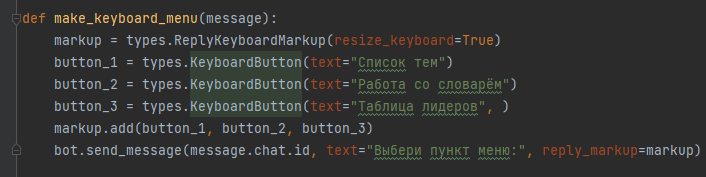 def make_keyboard_menu(message):
    markup = types.ReplyKeyboardMarkup(resize_keyboard=True)
    button_1 = types.KeyboardButton(text="Список тем")
    button_2 = types.KeyboardButton(text="Работа со словарём")
    button_3 = types.KeyboardButton(text="Таблица лидеров", )
    markup.add(button_1, button_2, button_3)
    bot.send_message(message.chat.id, text="Выбери пункт меню:", reply_markup=markup)